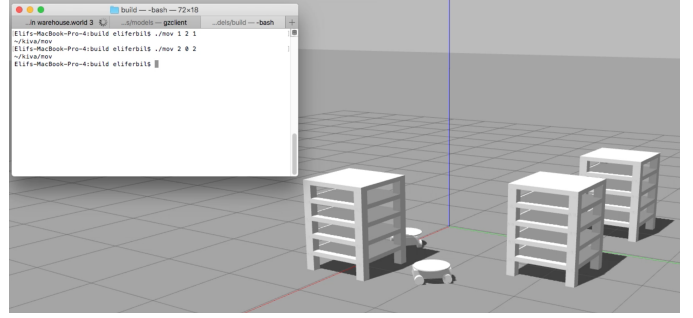 build — -bash — 72×18
...in warehouse.world 3
...s/models — gzclient
...dels/build — -bash
Elifs-MacBook-Pro-4:build eliferbil$ ./mov 1 2 1
~/kiva/mov
Elifs-MacBook-Pro-4:build eliferbil$ ./mov 2 0 2
~/kiva/mov
Elifs-MacBook-Pro-4:build eliferbil$